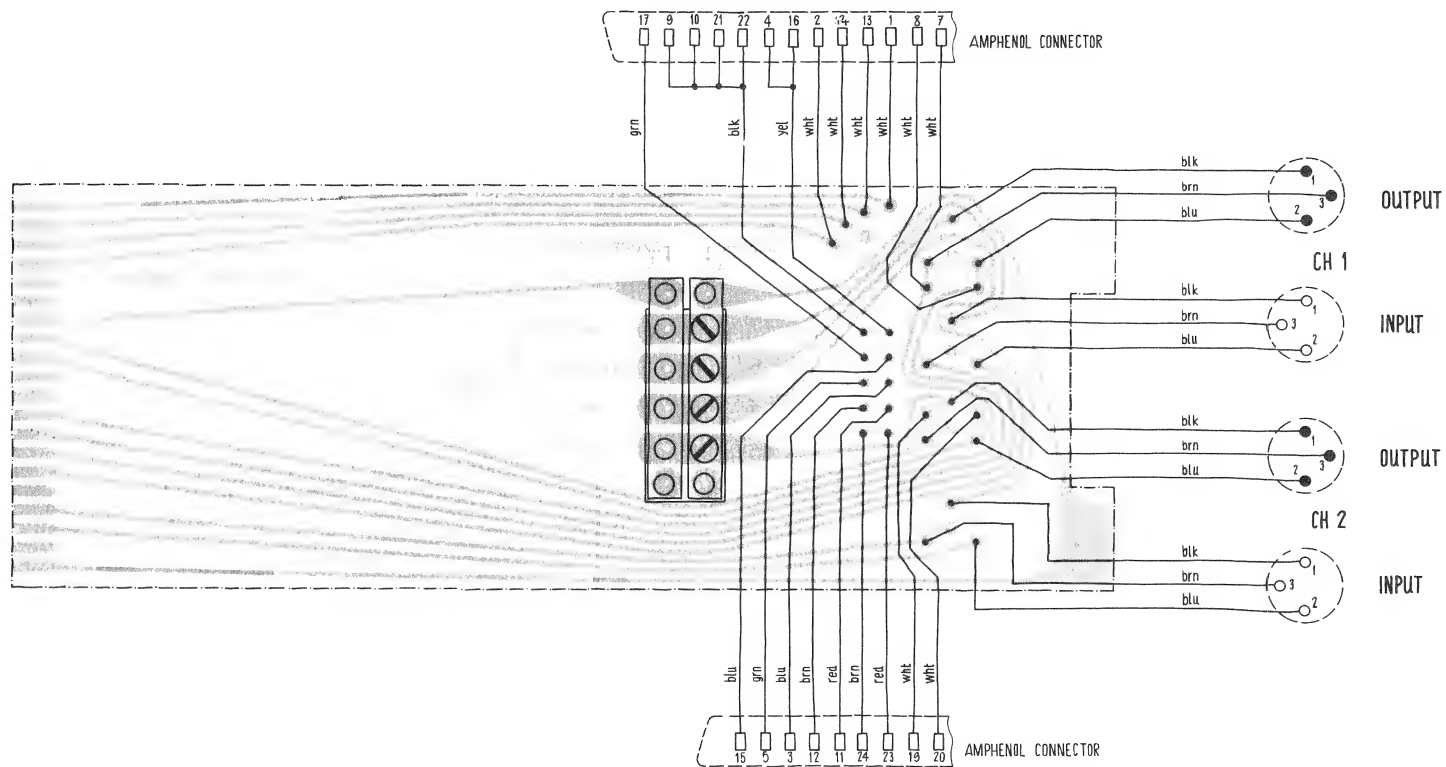 17 9 10 21 22 4 16 2 14 13 1 8 7
AMPHENOL CONNECTOR
grn blk yel wht wht wht wht wht wht
blk
1
brn
3
OUTPUT
blu
2
CH 1
blk
1
brn
3
INPUT
blu
2
blk
1
brn
3
OUTPUT
blu
2
CH 2
blk
1
brn
3
INPUT
blu
2
blu grn blu brn red brn red wht wht
15 5 3 12 11 24 23 19 20
AMPHENOL CONNECTOR